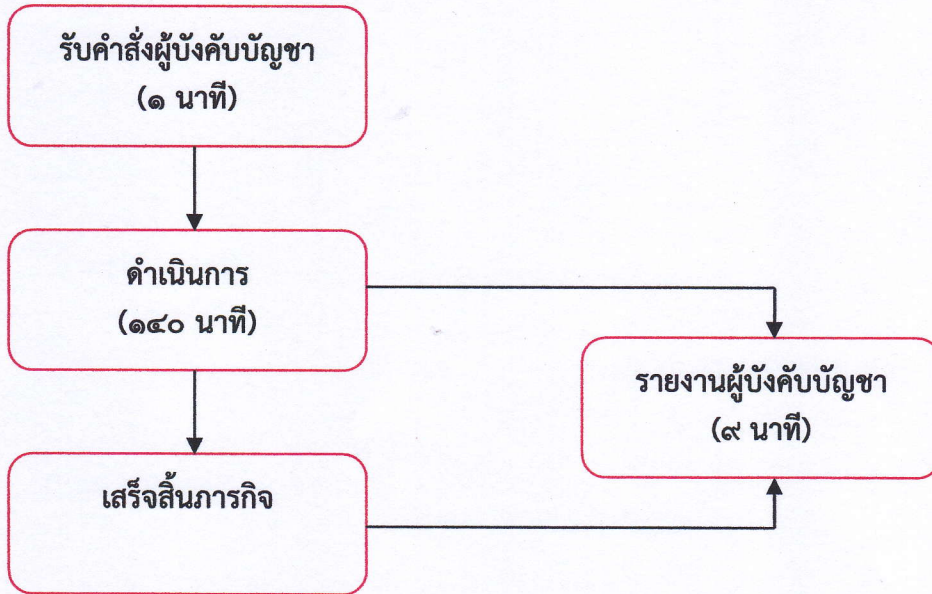 รับคำสั่งผู้บังคับบัญชา
(๑ นาที)
ดำเนินการ
(๑๔๐ นาที)
รายงานผู้บังคับบัญชา
(๙ นาที)
เสร็จสิ้นภารกิจ